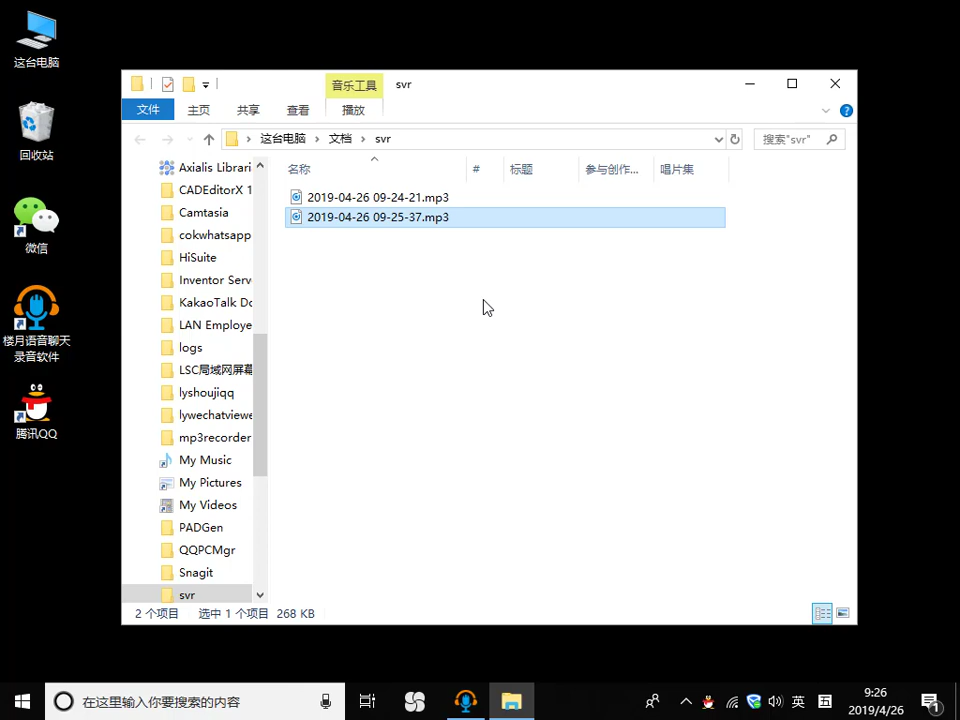 这台电脑
回收站
微信
楼月语音聊天
录音软件
腾讯QQ
音乐工具
svr
文件
主页
共享
查看
播放
这台电脑
文档
svr
搜索"svr"
名称
#
标题
参与创作...
唱片集
2019-04-26 09-24-21.mp3
2019-04-26 09-25-37.mp3
Axialis Librari
CADEditorX 1
Camtasia
cokwhatsapp
HiSuite
Inventor Serv
KakaoTalk Do
LAN Employe
logs
LSC局域网屏幕
lyshoujiqq
lywechatviewe
mp3recorder
My Music
My Pictures
My Videos
PADGen
QQPCMgr
Snagit
svr
2 个项目
选中 1 个项目 268 KB
在这里输入你要搜索的内容
英
五
9:26
2019/4/26
1